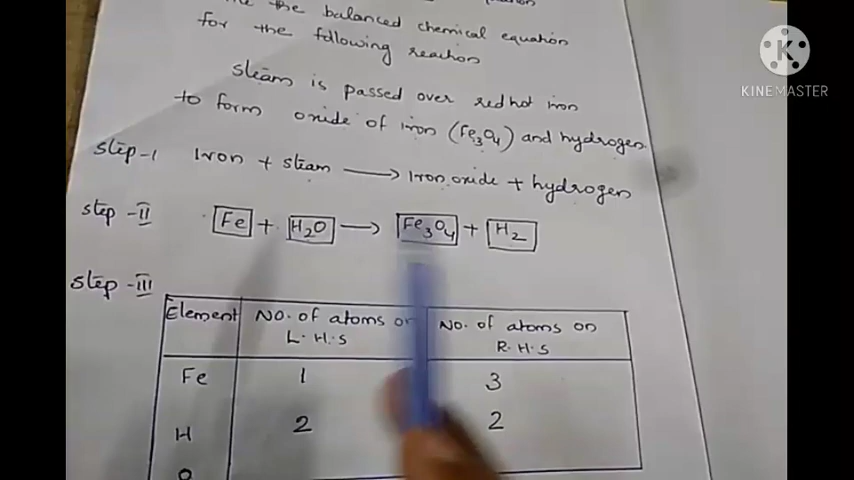 the balanced chemical equation
for the following reaction
steam is passed over redhot iron
to form oxide of iron (Fe3O4) and hydrogen.
step-I Iron + steam → Iron oxide + hydrogen
step-II Fe + H2O → Fe3O4 + H2
step-III
Element No. of atoms on L.H.S No. of atoms on R.H.S
Fe 1 3
H 2 2
O
K
KINEMASTER